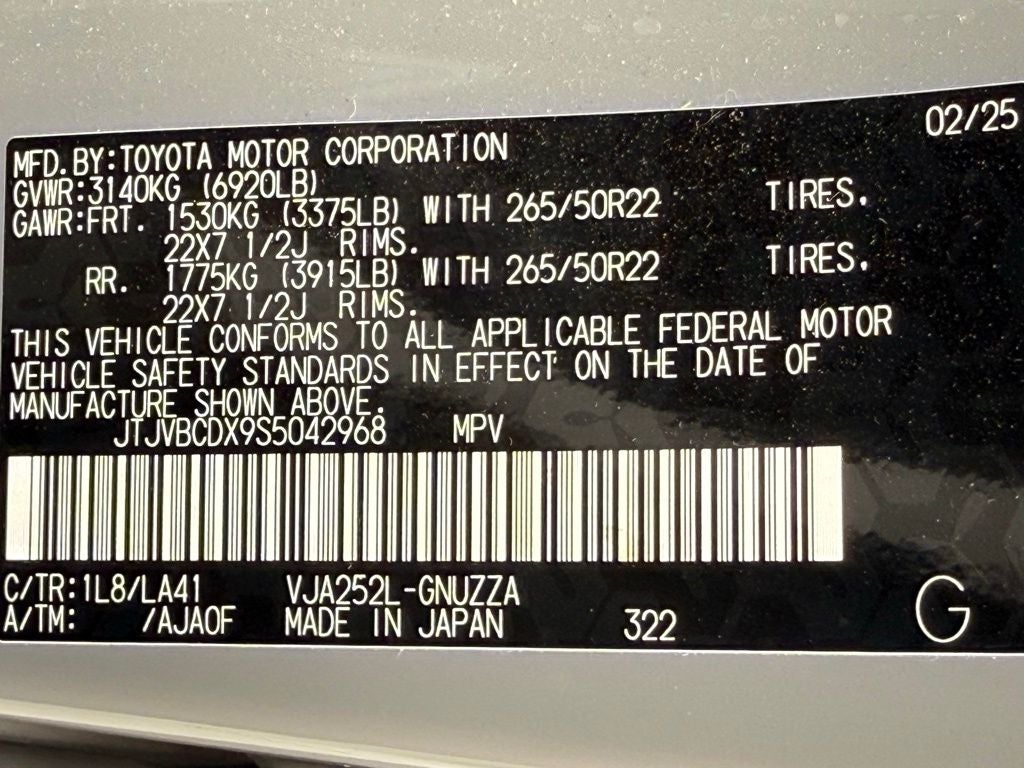 02/25
MFD.BY:TOYOTA MOTOR CORPORATION
GVWR:3140KG (6920LB)
GAWR:FRT. 1530KG (3375LB) WITH 265/50R22 TIRES.
22X7 1/2J RIMS.
RR. 1775KG (3915LB) WITH 265/50R22 TIRES.
22X7 1/2J RIMS.
THIS VEHICLE CONFORMS TO ALL APPLICABLE FEDERAL MOTOR
VEHICLE SAFETY STANDARDS IN EFFECT ON THE DATE OF
MANUFACTURE SHOWN ABOVE.
JTJVBCDX9S5042968 MPV
C/TR:1L8/LA41 VJA252L-GNUZZA
A/TM: /AJA0F MADE IN JAPAN 322 G